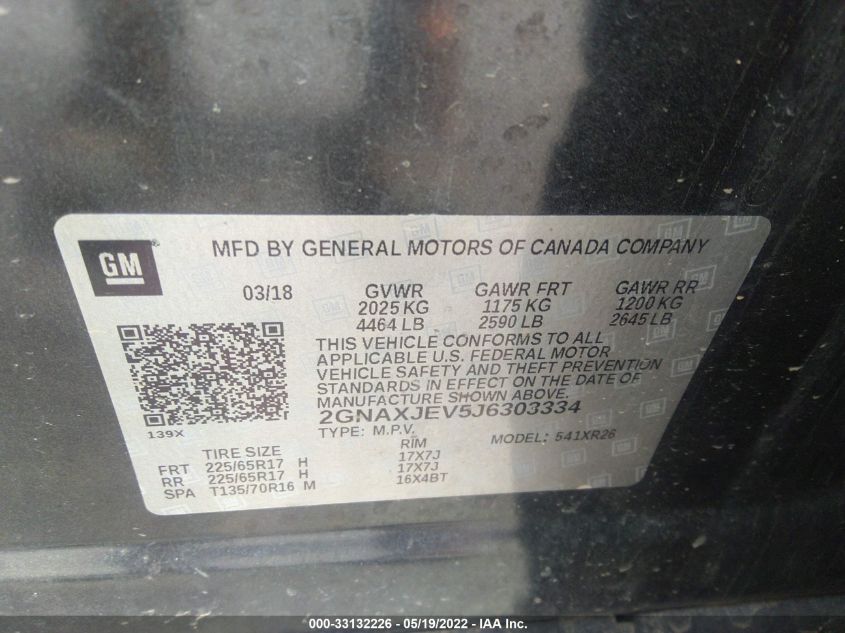 GM
MFD BY GENERAL MOTORS OF CANADA COMPANY
03/18 GVWR GAWR FRT GAWR RR
2025 KG 1175 KG 1200 KG
4464 LB 2590 LB 2645 LB
THIS VEHICLE CONFORMS TO ALL
APPLICABLE U.S. FEDERAL MOTOR
VEHICLE SAFETY AND THEFT PREVENTION
STANDARDS IN EFFECT ON THE DATE OF
MANUFACTURE SHOWN ABOVE.
2GNAXJEV5J6303334
139X TYPE: M.P.V. MODEL: 541XR26
TIRE SIZE RIM
FRT 225/65R17 H 17X7J
RR 225/65R17 H 17X7J
SPA T135/70R16 M 16X4BT
000-33132226 - 05/19/2022 - IAA Inc.